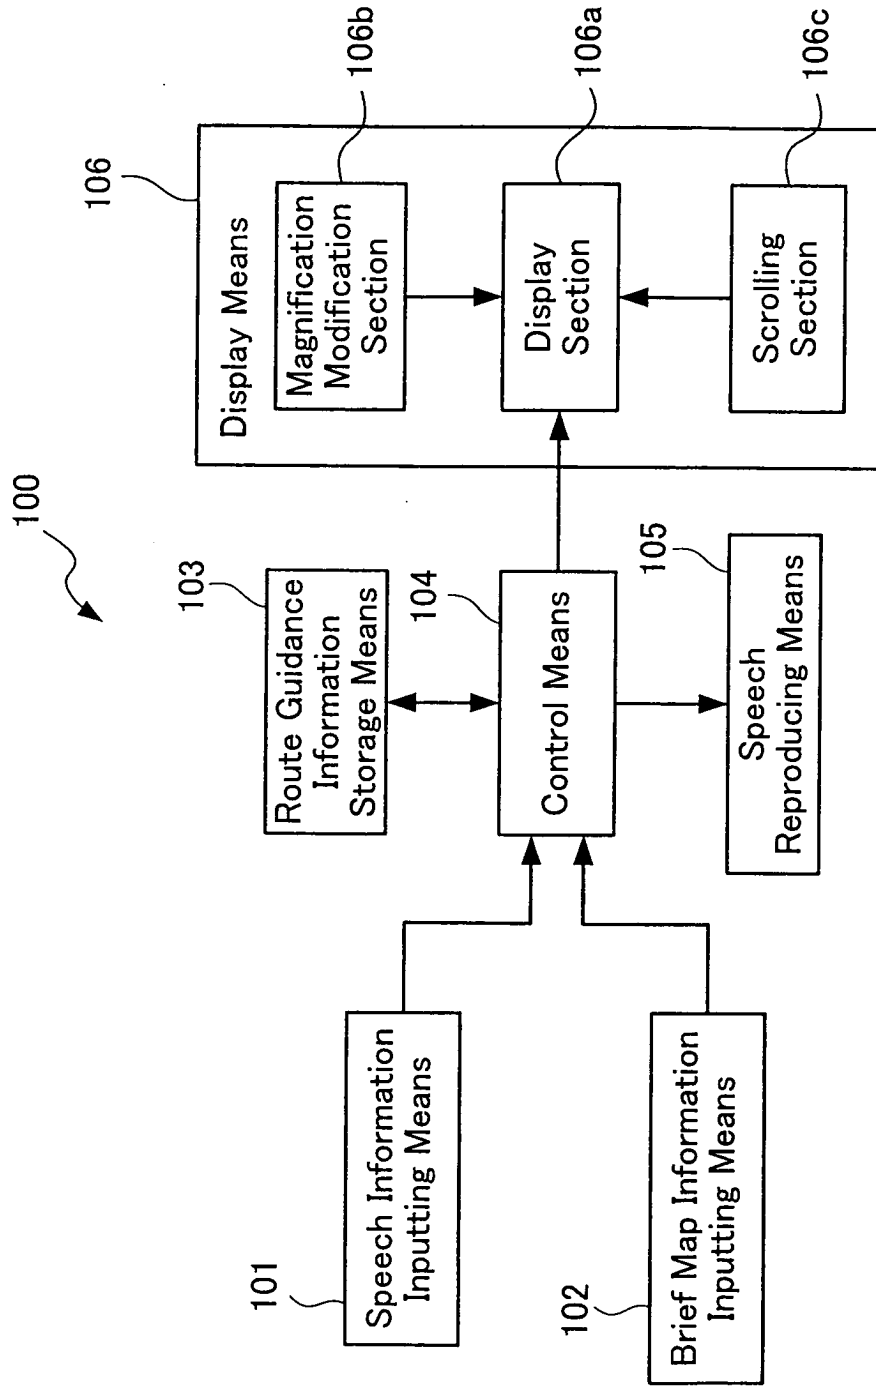 100
101
Speech Information
Inputting Means
102
Brief Map Information
Inputting Means
103
Route Guidance
Information
Storage Means
104
Control Means
105
Speech
Reproducing Means
106
Display Means
Magnification
Modification
Section
106b
Display
Section
106a
Scrolling
Section
106c